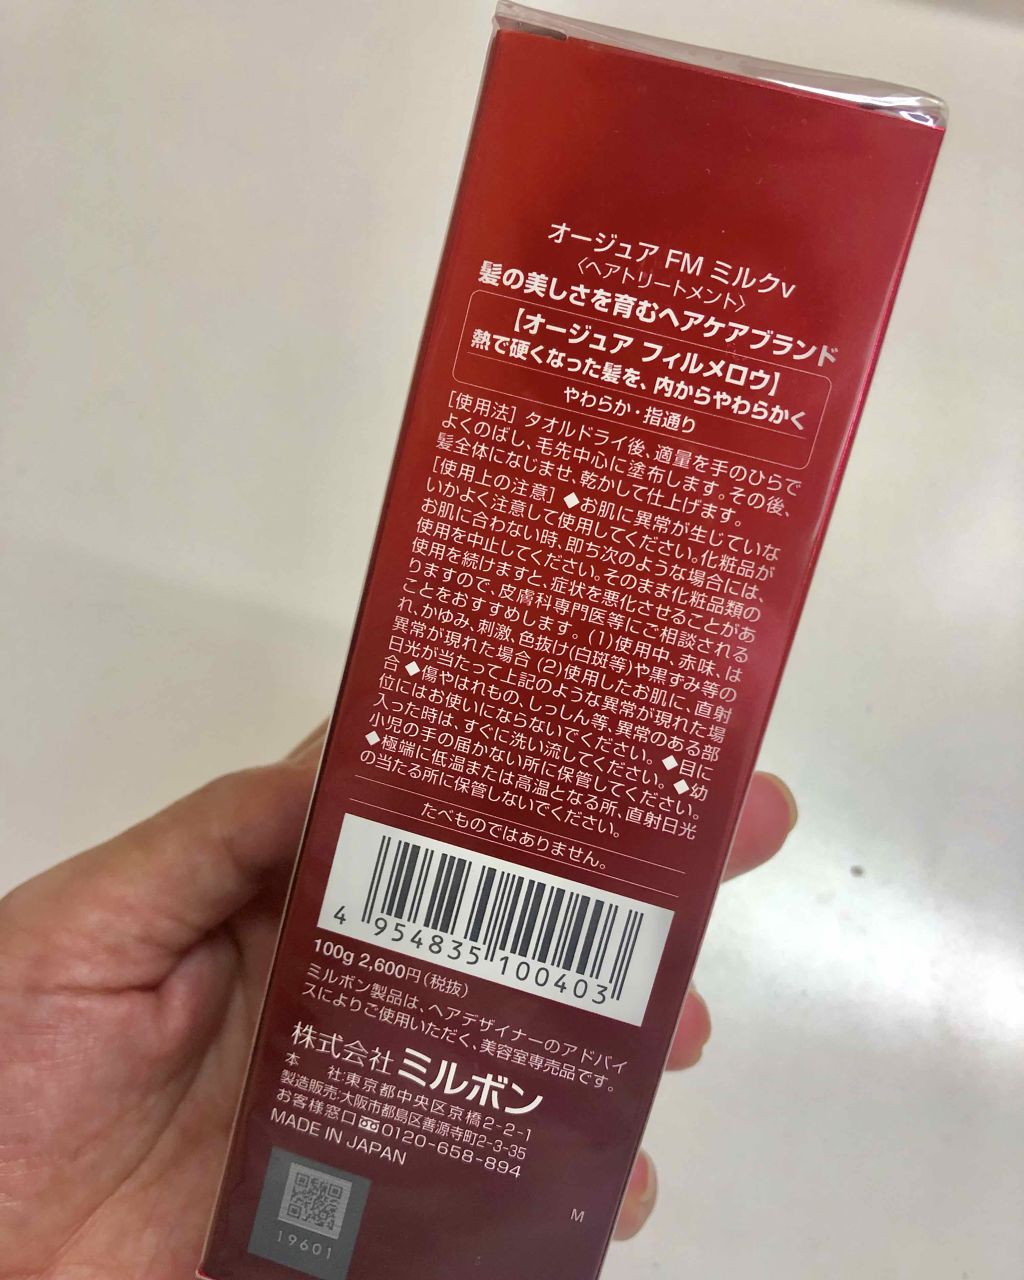 オージュア FM ミルクv
〈ヘアトリートメント〉
髪の美しさを育むヘアケアブランド
【オージュア フィルメロウ】
熱で硬くなった髪を、内からやわらかく
やわらか・指通り
[使用法] タオルドライ後、適量を手のひらで
よくのばし、毛先中心に塗布します。その後、
髪全体になじませ、乾かして仕上げます。
[使用上の注意] ◆お肌に異常が生じていな
いかよく注意して使用してください。化粧品が
お肌に合わない時、即ち次のような場合には、
使用を中止してください。そのまま化粧品類の
使用を続けますと、症状を悪化させることがあ
りますので、皮膚科専門医等にご相談される
ことをおすすめします。(1)使用中、赤味、は
れ、かゆみ、刺激、色抜け(白斑等)や黒ずみ等の
異常が現れた場合 (2)使用したお肌に、直射
日光が当たって上記のような異常が現れた場
合 ◆傷やはれもの、しっしん等、異常のある部
位にはお使いにならないでください。 ◆目に
入った時は、すぐに洗い流してください。 ◆幼
小児の手の届かない所に保管してください。
◆極端に低温または高温となる所、直射日光
の当たる所に保管しないでください。
たべものではありません。
4 954835 100403
100g 2,600円(税抜)
ミルボン製品は、ヘアデザイナーのアドバイ
スによりご使用いただく、美容室専売品です。
株式会社 ミルボン
本 社:東京都中央区京橋2-2-1
製造販売:大阪市都島区善源寺町2-3-35
お客様窓口 0120-658-894
MADE IN JAPAN
M
19601